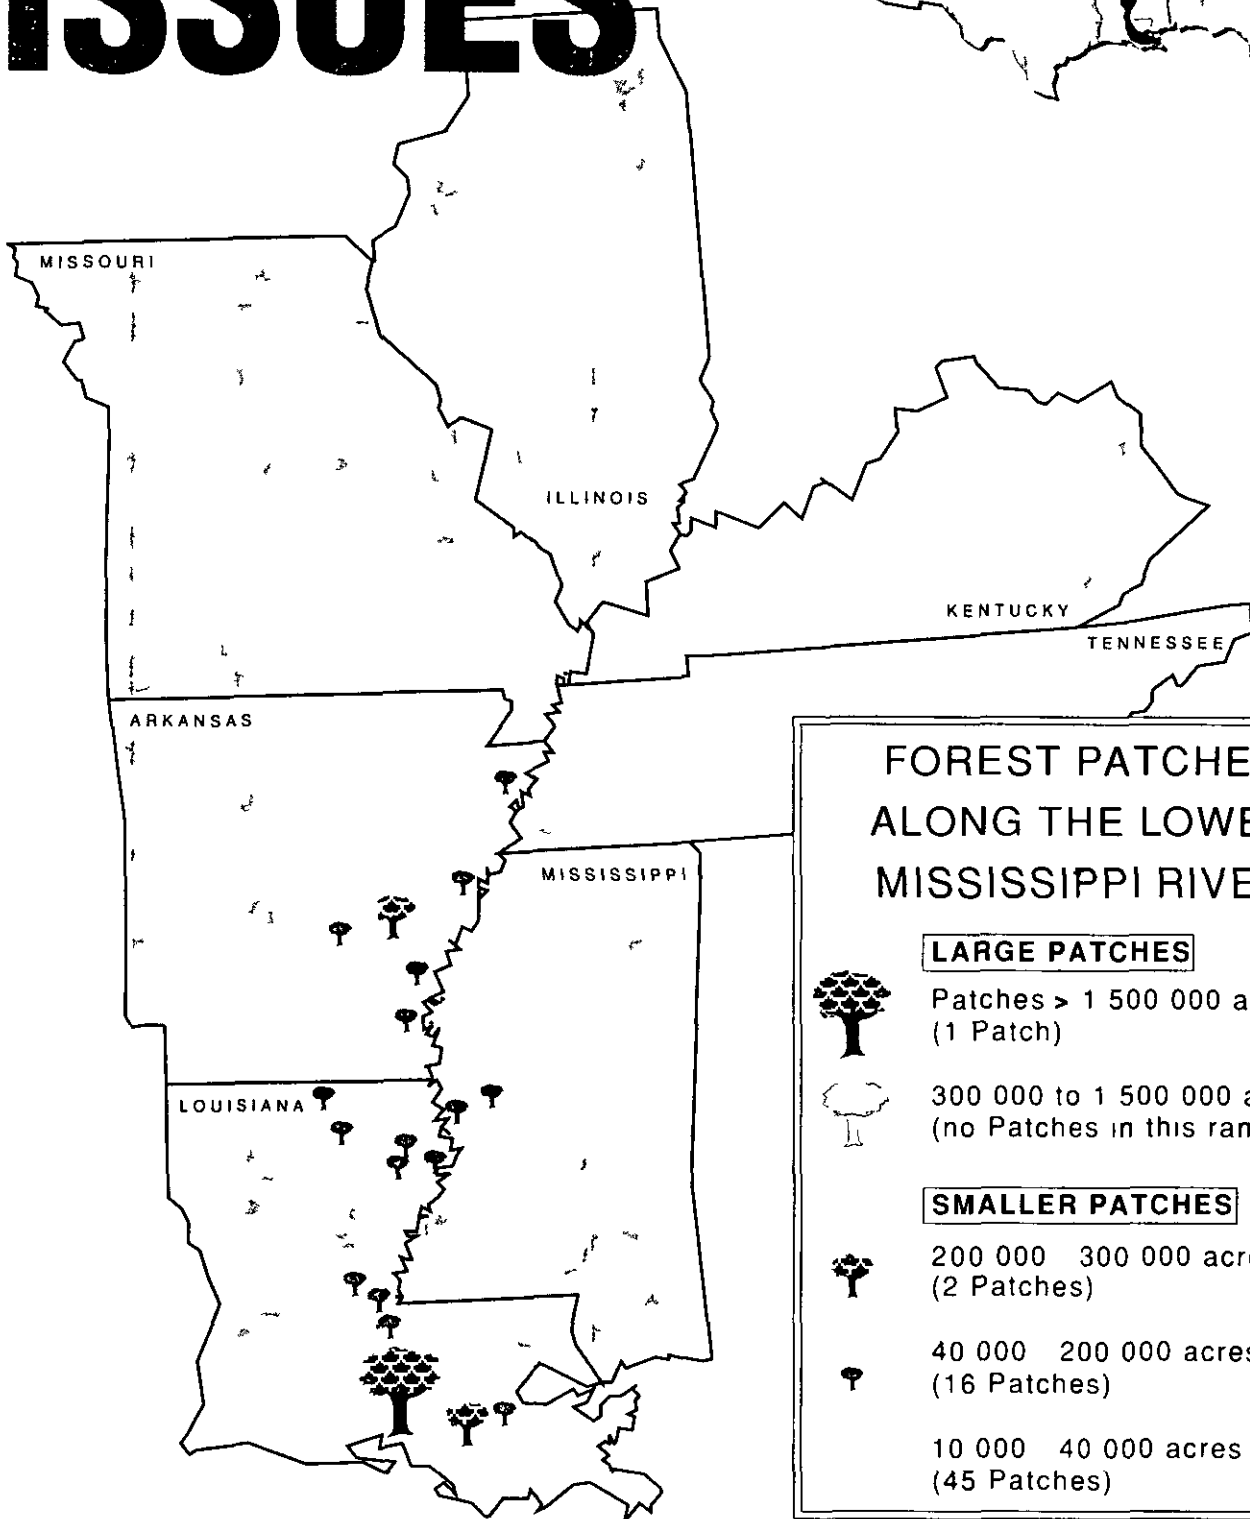 ISSUES
MISSOURI
ILLINOIS
KENTUCKY
TENNESSEE
ARKANSAS
MISSISSIPPI
LOUISIANA
FOREST PATCHE
ALONG THE LOWE
MISSISSIPPI RIVE
LARGE PATCHES
Patches > 1 500 000 a
(1 Patch)
300 000 to 1 500 000 a
(no Patches in this ran
SMALLER PATCHES
200 000 300 000 acre
(2 Patches)
40 000 200 000 acres
(16 Patches)
10 000 40 000 acres
(45 Patches)